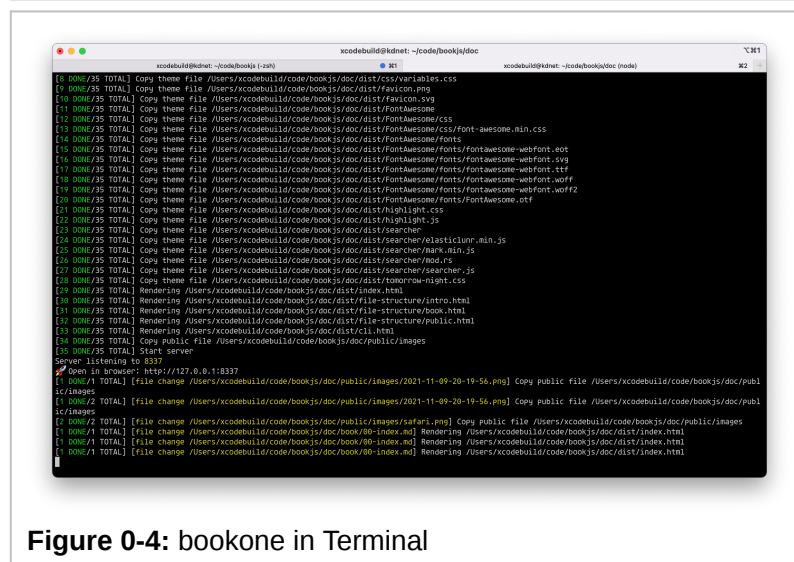 xcodebuild@kdnet: ~/code/bookjs/doc
⌥⌘1
xcodebuild@kdnet: ~/code/bookjs (-zsh)
⌘1
xcodebuild@kdnet: ~/code/bookjs/doc (node)
⌘2 +
[8 DONE/35 TOTAL] Copy theme file /Users/xcodebuild/code/bookjs/doc/dist/css/variables.css
[9 DONE/35 TOTAL] Copy theme file /Users/xcodebuild/code/bookjs/doc/dist/favicon.png
[10 DONE/35 TOTAL] Copy theme file /Users/xcodebuild/code/bookjs/doc/dist/favicon.svg
[11 DONE/35 TOTAL] Copy theme file /Users/xcodebuild/code/bookjs/doc/dist/FontAwesome
[12 DONE/35 TOTAL] Copy theme file /Users/xcodebuild/code/bookjs/doc/dist/FontAwesome/css
[13 DONE/35 TOTAL] Copy theme file /Users/xcodebuild/code/bookjs/doc/dist/FontAwesome/css/font-awesome.min.css
[14 DONE/35 TOTAL] Copy theme file /Users/xcodebuild/code/bookjs/doc/dist/FontAwesome/fonts
[15 DONE/35 TOTAL] Copy theme file /Users/xcodebuild/code/bookjs/doc/dist/FontAwesome/fonts/fontawesome-webfont.eot
[16 DONE/35 TOTAL] Copy theme file /Users/xcodebuild/code/bookjs/doc/dist/FontAwesome/fonts/fontawesome-webfont.svg
[17 DONE/35 TOTAL] Copy theme file /Users/xcodebuild/code/bookjs/doc/dist/FontAwesome/fonts/fontawesome-webfont.ttf
[18 DONE/35 TOTAL] Copy theme file /Users/xcodebuild/code/bookjs/doc/dist/FontAwesome/fonts/fontawesome-webfont.woff
[19 DONE/35 TOTAL] Copy theme file /Users/xcodebuild/code/bookjs/doc/dist/FontAwesome/fonts/fontawesome-webfont.woff2
[20 DONE/35 TOTAL] Copy theme file /Users/xcodebuild/code/bookjs/doc/dist/FontAwesome/fonts/FontAwesome.otf
[21 DONE/35 TOTAL] Copy theme file /Users/xcodebuild/code/bookjs/doc/dist/highlight.css
[22 DONE/35 TOTAL] Copy theme file /Users/xcodebuild/code/bookjs/doc/dist/highlight.js
[23 DONE/35 TOTAL] Copy theme file /Users/xcodebuild/code/bookjs/doc/dist/searcher
[24 DONE/35 TOTAL] Copy theme file /Users/xcodebuild/code/bookjs/doc/dist/searcher/elasticlunr.min.js
[25 DONE/35 TOTAL] Copy theme file /Users/xcodebuild/code/bookjs/doc/dist/searcher/mark.min.js
[26 DONE/35 TOTAL] Copy theme file /Users/xcodebuild/code/bookjs/doc/dist/searcher/mod.rs
[27 DONE/35 TOTAL] Copy theme file /Users/xcodebuild/code/bookjs/doc/dist/searcher/searcher.js
[28 DONE/35 TOTAL] Copy theme file /Users/xcodebuild/code/bookjs/doc/dist/tomorrow-night.css
[29 DONE/35 TOTAL] Rendering /Users/xcodebuild/code/bookjs/doc/dist/index.html
[30 DONE/35 TOTAL] Rendering /Users/xcodebuild/code/bookjs/doc/dist/file-structure/intro.html
[31 DONE/35 TOTAL] Rendering /Users/xcodebuild/code/bookjs/doc/dist/file-structure/book.html
[32 DONE/35 TOTAL] Rendering /Users/xcodebuild/code/bookjs/doc/dist/file-structure/public.html
[33 DONE/35 TOTAL] Rendering /Users/xcodebuild/code/bookjs/doc/dist/cli.html
[34 DONE/35 TOTAL] Copy public file /Users/xcodebuild/code/bookjs/doc/public/images
[35 DONE/35 TOTAL] Start server
Server listening to 8337
🚀 Open in browser: http://127.0.0.1:8337
[1 DONE/1 TOTAL] [file change /Users/xcodebuild/code/bookjs/doc/public/images/2021-11-09-20-19-56.png] Copy public file /Users/xcodebuild/code/bookjs/doc/publ
ic/images
[1 DONE/2 TOTAL] [file change /Users/xcodebuild/code/bookjs/doc/public/images/2021-11-09-20-19-56.png] Copy public file /Users/xcodebuild/code/bookjs/doc/publ
ic/images
[2 DONE/2 TOTAL] [file change /Users/xcodebuild/code/bookjs/doc/public/images/safari.png] Copy public file /Users/xcodebuild/code/bookjs/doc/public/images
[1 DONE/1 TOTAL] [file change /Users/xcodebuild/code/bookjs/doc/book/00-index.md] Rendering /Users/xcodebuild/code/bookjs/doc/dist/index.html
[1 DONE/1 TOTAL] [file change /Users/xcodebuild/code/bookjs/doc/book/00-index.md] Rendering /Users/xcodebuild/code/bookjs/doc/dist/index.html
[1 DONE/1 TOTAL] [file change /Users/xcodebuild/code/bookjs/doc/book/00-index.md] Rendering /Users/xcodebuild/code/bookjs/doc/dist/index.html
Figure 0-4: bookone in Terminal